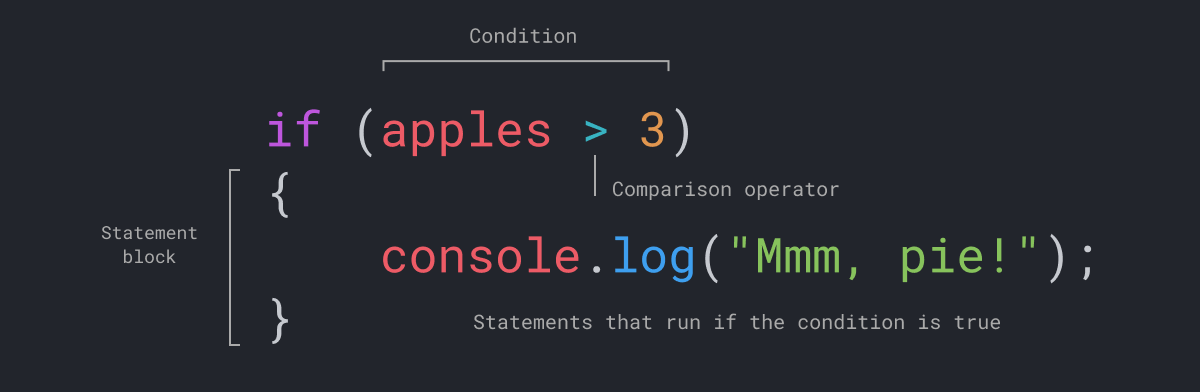 Condition
if (apples > 3)
{
Comparison operator
Statement
block
console.log("Mmm, pie!");
}
Statements that run if the condition is true